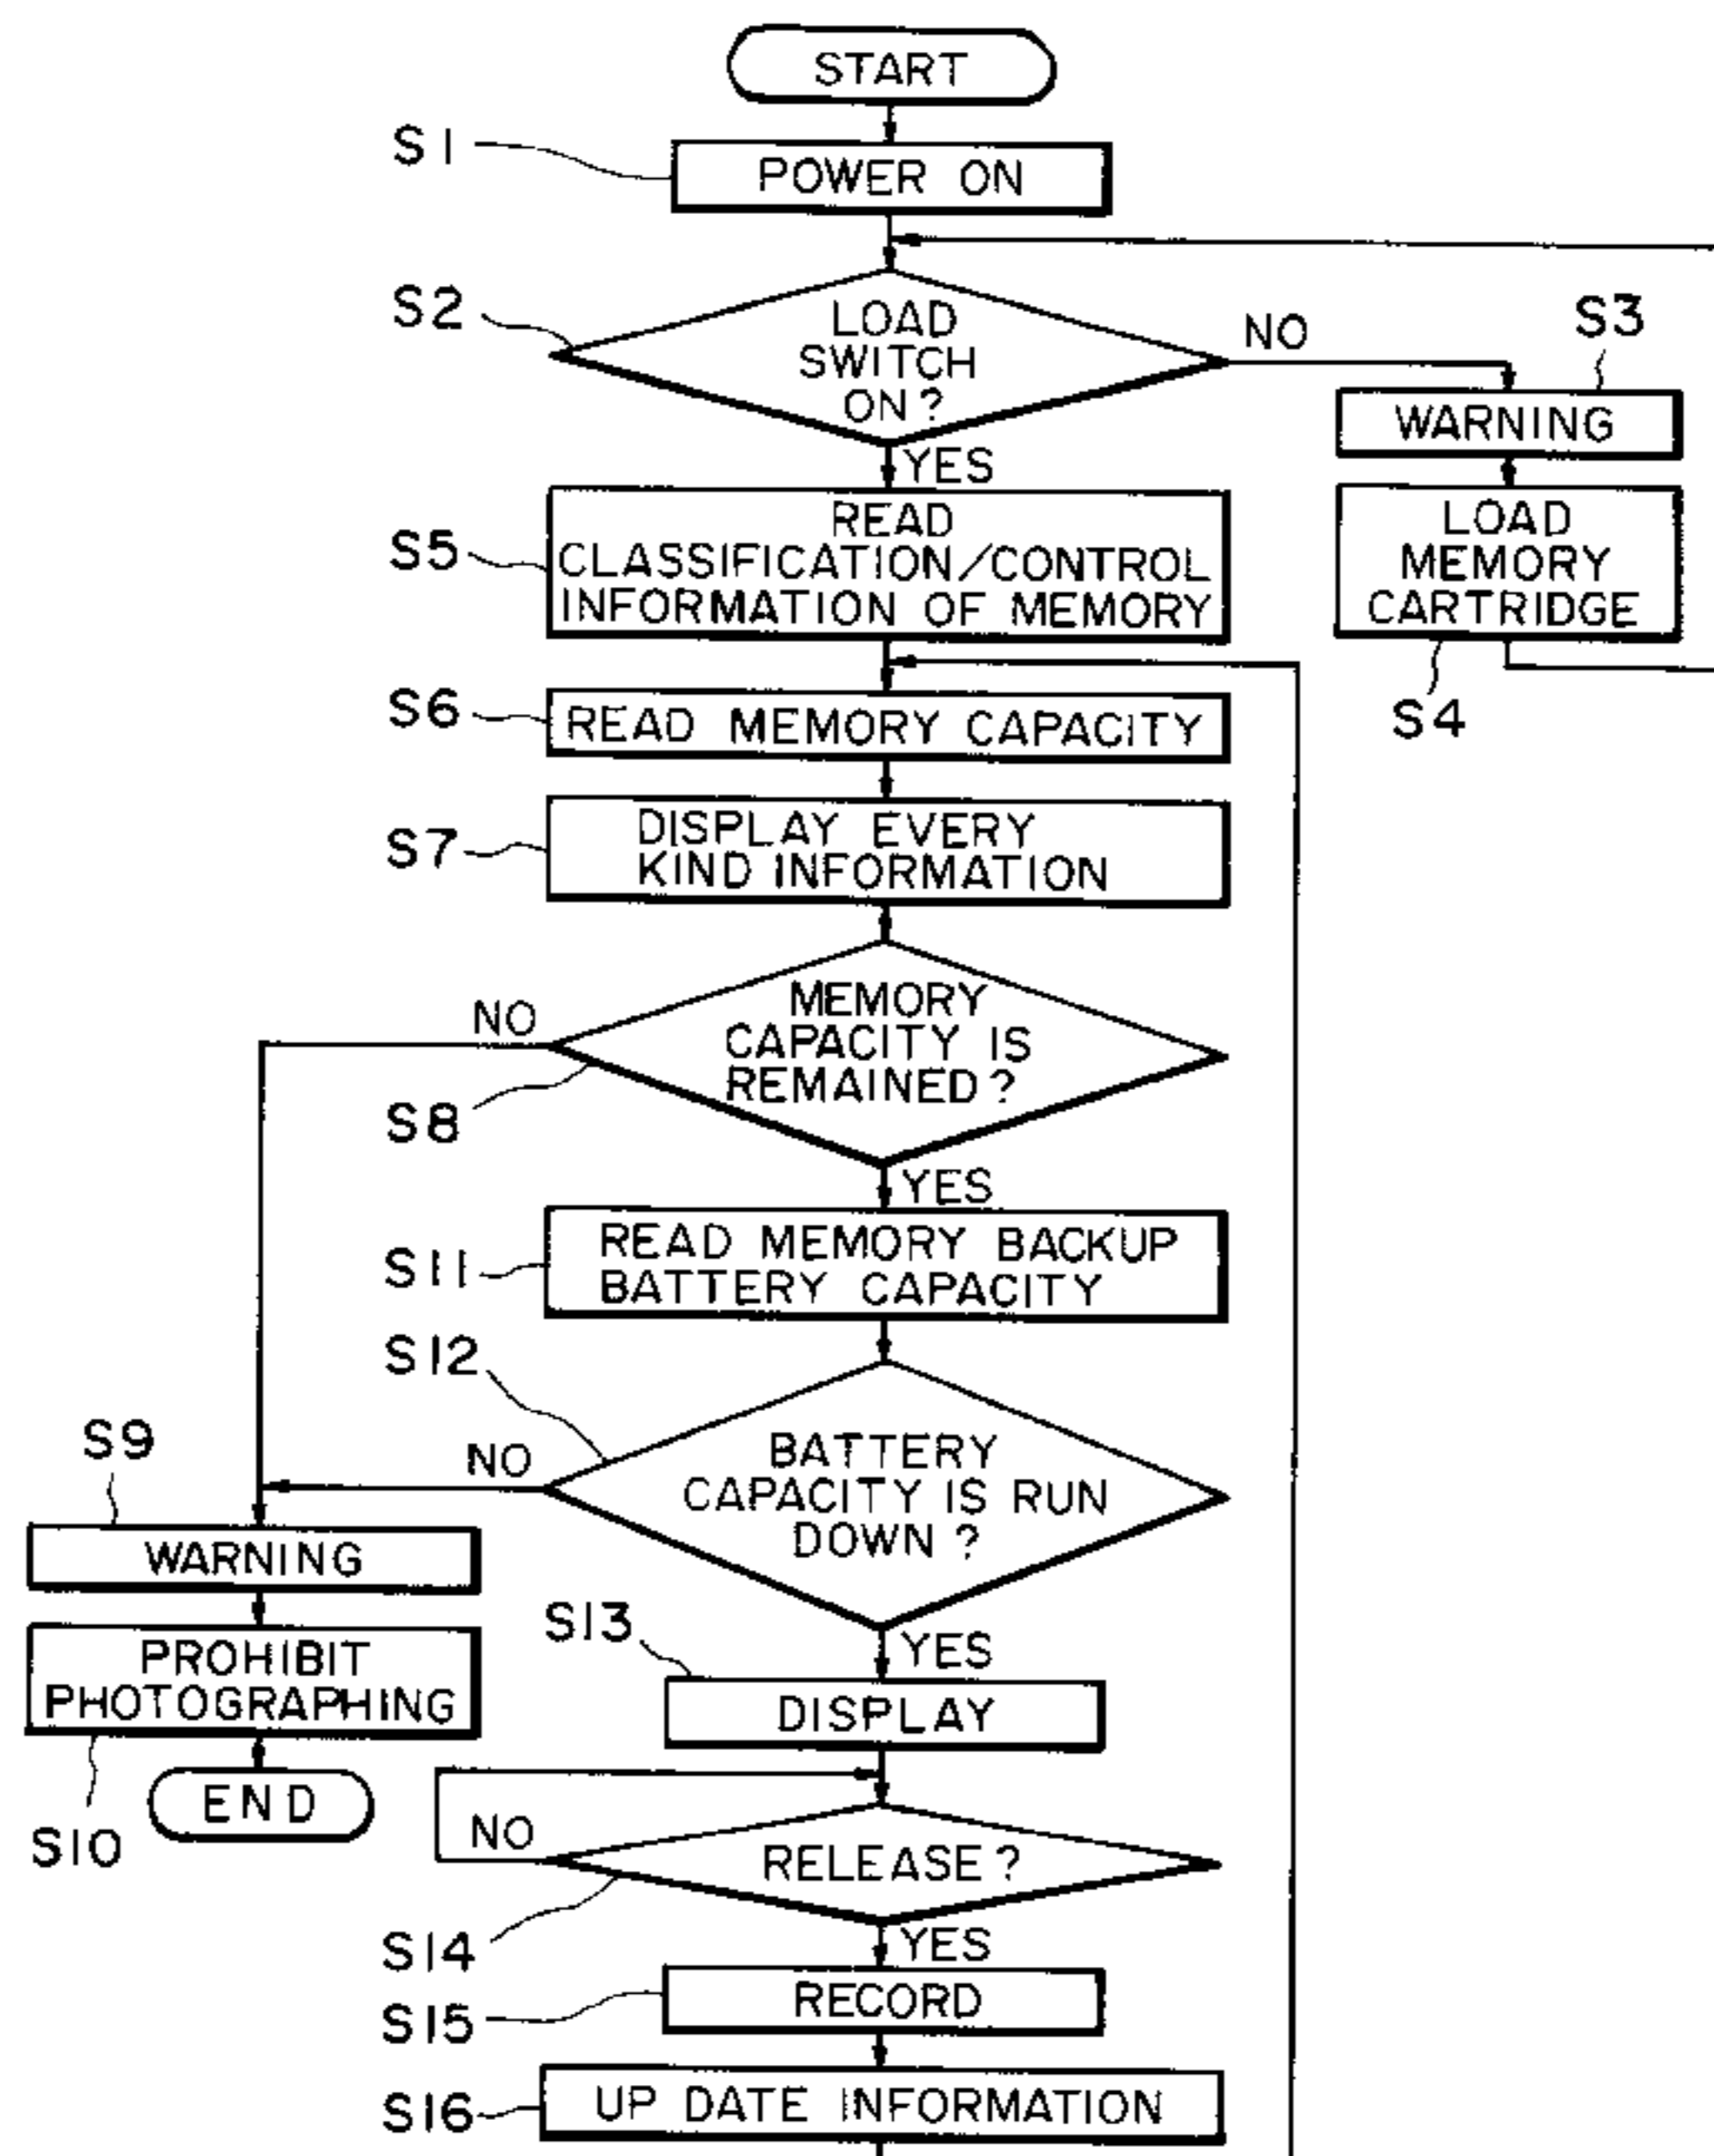 START
S1
POWER ON
S2
LOAD
SWITCH
ON?
NO
S3
WARNING
YES
LOAD
MEMORY
CARTRIDGE
S4
S5
READ
CLASSIFICATION/CONTROL
INFORMATION OF MEMORY
S6
READ MEMORY CAPACITY
S7
DISPLAY EVERY
KIND INFORMATION
NO
MEMORY
CAPACITY IS
REMAINED?
S8
YES
S11
READ MEMORY BACKUP
BATTERY CAPACITY
S12
S9
NO
BATTERY
CAPACITY IS RUN
DOWN?
WARNING
S13
YES
PROHIBIT
PHOTOGRAPHING
DISPLAY
END
S10
NO
RELEASE?
S14
YES
S15
RECORD
S16
UP DATE INFORMATION